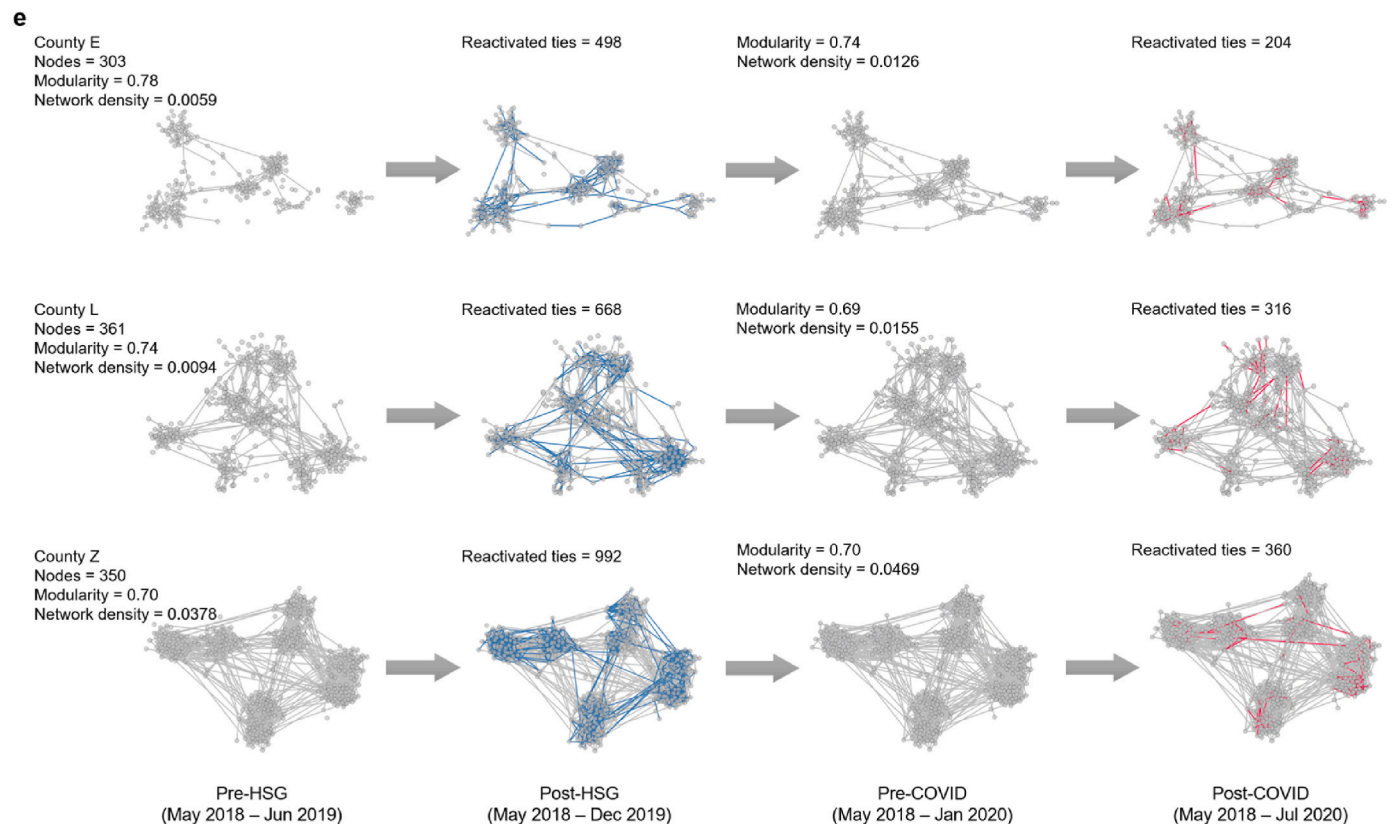 e
County E
Nodes = 303
Modularity = 0.78
Network density = 0.0059
Reactivated ties = 498
Modularity = 0.74
Network density = 0.0126
Reactivated ties = 204
County L
Nodes = 361
Modularity = 0.74
Network density = 0.0094
Reactivated ties = 668
Modularity = 0.69
Network density = 0.0155
Reactivated ties = 316
County Z
Nodes = 350
Modularity = 0.70
Network density = 0.0378
Reactivated ties = 992
Modularity = 0.70
Network density = 0.0469
Reactivated ties = 360
Pre-HSG
(May 2018 – Jun 2019)
Post-HSG
(May 2018 – Dec 2019)
Pre-COVID
(May 2018 – Jan 2020)
Post-COVID
(May 2018 – Jul 2020)